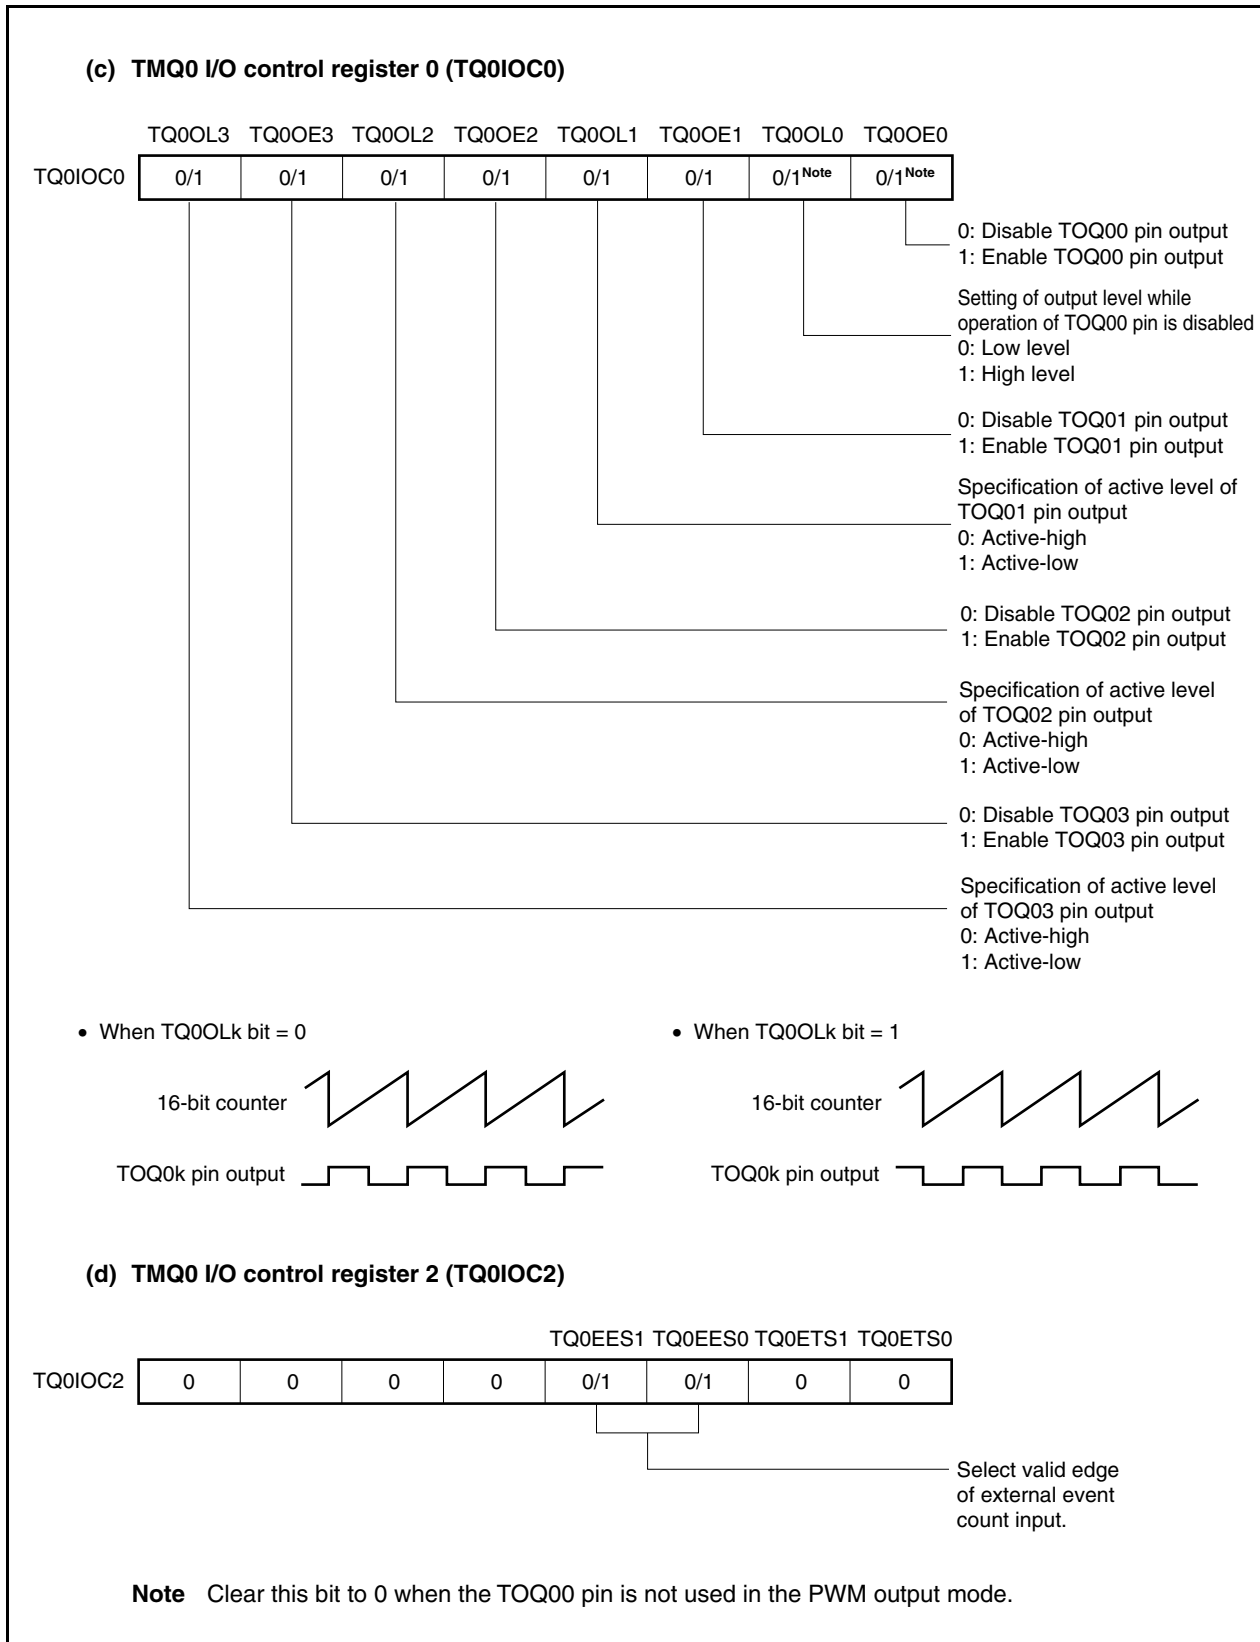 (c) TMQ0 I/O control register 0 (TQ0IOC0)
TQ0OL3 TQ0OE3 TQ0OL2 TQ0OE2 TQ0OL1 TQ0OE1 TQ0OL0 TQ0OE0
TQ0IOC0 0/1 0/1 0/1 0/1 0/1 0/1 0/1Note 0/1Note
0: Disable TOQ00 pin output
1: Enable TOQ00 pin output
Setting of output level while
operation of TOQ00 pin is disabled
0: Low level
1: High level
0: Disable TOQ01 pin output
1: Enable TOQ01 pin output
Specification of active level of
TOQ01 pin output
0: Active-high
1: Active-low
0: Disable TOQ02 pin output
1: Enable TOQ02 pin output
Specification of active level
of TOQ02 pin output
0: Active-high
1: Active-low
0: Disable TOQ03 pin output
1: Enable TOQ03 pin output
Specification of active level
of TOQ03 pin output
0: Active-high
1: Active-low
• When TQ0OLk bit = 0
16-bit counter
TOQ0k pin output
• When TQ0OLk bit = 1
16-bit counter
TOQ0k pin output
(d) TMQ0 I/O control register 2 (TQ0IOC2)
TQ0EES1 TQ0EES0 TQ0ETS1 TQ0ETS0
TQ0IOC2 0 0 0 0 0/1 0/1 0 0
Select valid edge
of external event
count input.
Note Clear this bit to 0 when the TOQ00 pin is not used in the PWM output mode.